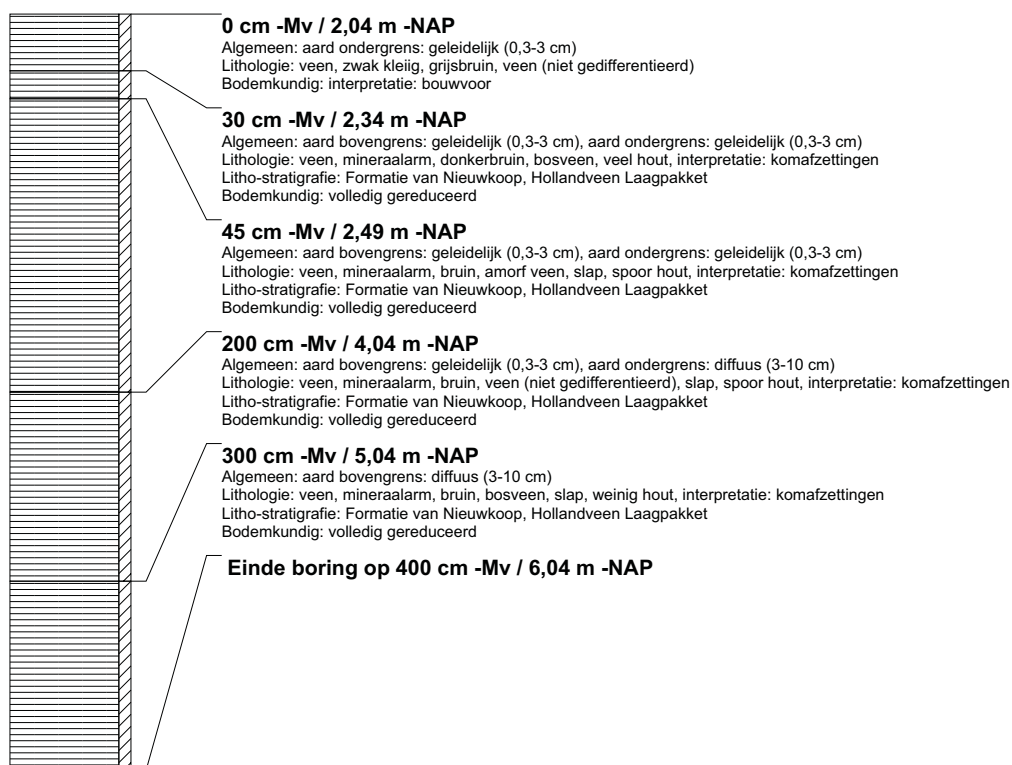 0 cm -Mv / 2,04 m -NAP
Algemeen: aard ondergrens: geleidelijk (0,3-3 cm)
Lithologie: veen, zwak kleiig, grijsbruin, veen (niet gedifferentieerd)
Bodemkundig: interpretatie: bouwvoor
30 cm -Mv / 2,34 m -NAP
Algemeen: aard bovengrens: geleidelijk (0,3-3 cm), aard ondergrens: geleidelijk (0,3-3 cm)
Lithologie: veen, mineraalarm, donkerbruin, bosveen, veel hout, interpretatie: komafzettingen
Litho-stratigrafie: Formatie van Nieuwkoop, Hollandveen Laagpakket
Bodemkundig: volledig gereduceerd
45 cm -Mv / 2,49 m -NAP
Algemeen: aard bovengrens: geleidelijk (0,3-3 cm), aard ondergrens: geleidelijk (0,3-3 cm)
Lithologie: veen, mineraalarm, bruin, amorf veen, slap, spoor hout, interpretatie: komafzettingen
Litho-stratigrafie: Formatie van Nieuwkoop, Hollandveen Laagpakket
Bodemkundig: volledig gereduceerd
200 cm -Mv / 4,04 m -NAP
Algemeen: aard bovengrens: geleidelijk (0,3-3 cm), aard ondergrens: diffuus (3-10 cm)
Lithologie: veen, mineraalarm, bruin, veen (niet gedifferentieerd), slap, spoor hout, interpretatie: komafzettingen
Litho-stratigrafie: Formatie van Nieuwkoop, Hollandveen Laagpakket
Bodemkundig: volledig gereduceerd
300 cm -Mv / 5,04 m -NAP
Algemeen: aard bovengrens: diffuus (3-10 cm)
Lithologie: veen, mineraalarm, bruin, bosveen, slap, weinig hout, interpretatie: komafzettingen
Litho-stratigrafie: Formatie van Nieuwkoop, Hollandveen Laagpakket
Bodemkundig: volledig gereduceerd
Einde boring op 400 cm -Mv / 6,04 m -NAP